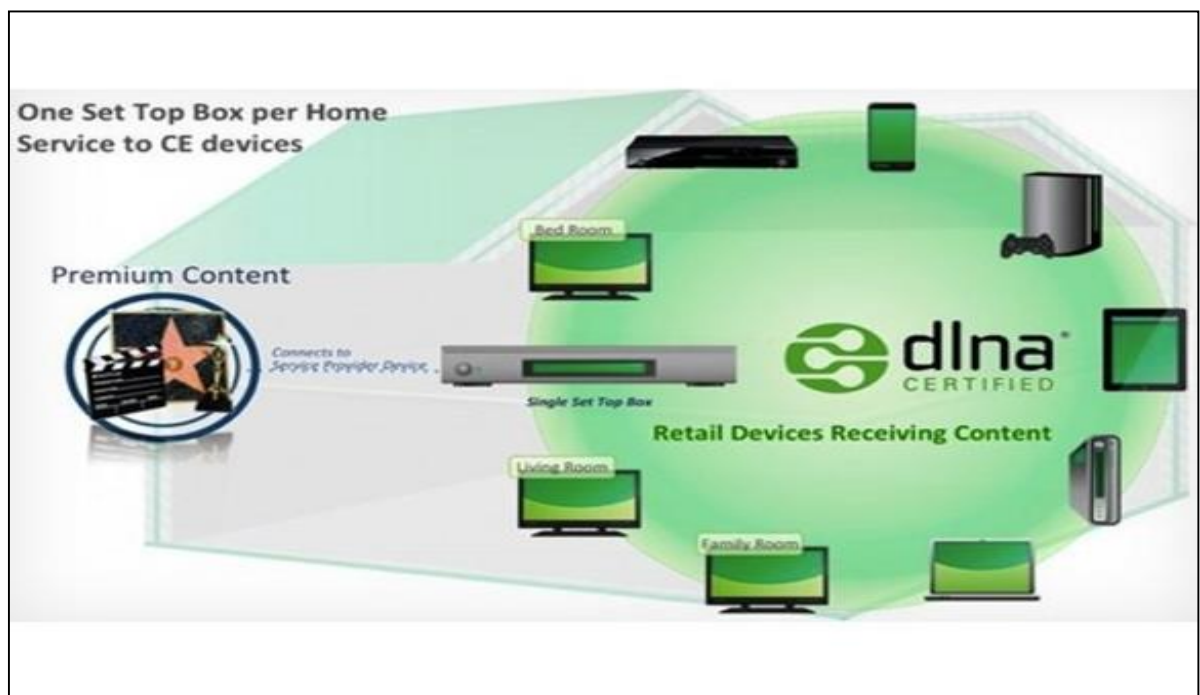 One Set Top Box per Home
Service to CE devices
Bed Room
Premium Content
Connects to
Service Provider Device
Single Set Top Box
dlna®
CERTIFIED
Retail Devices Receiving Content
Living Room
Family Room